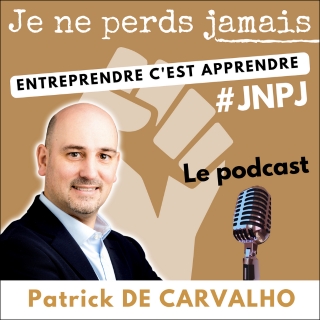 Je ne perds jamais
ENTREPRENDRE C'EST APPRENDRE
#JNPJ
Le podcast
Patrick DE CARVALHO